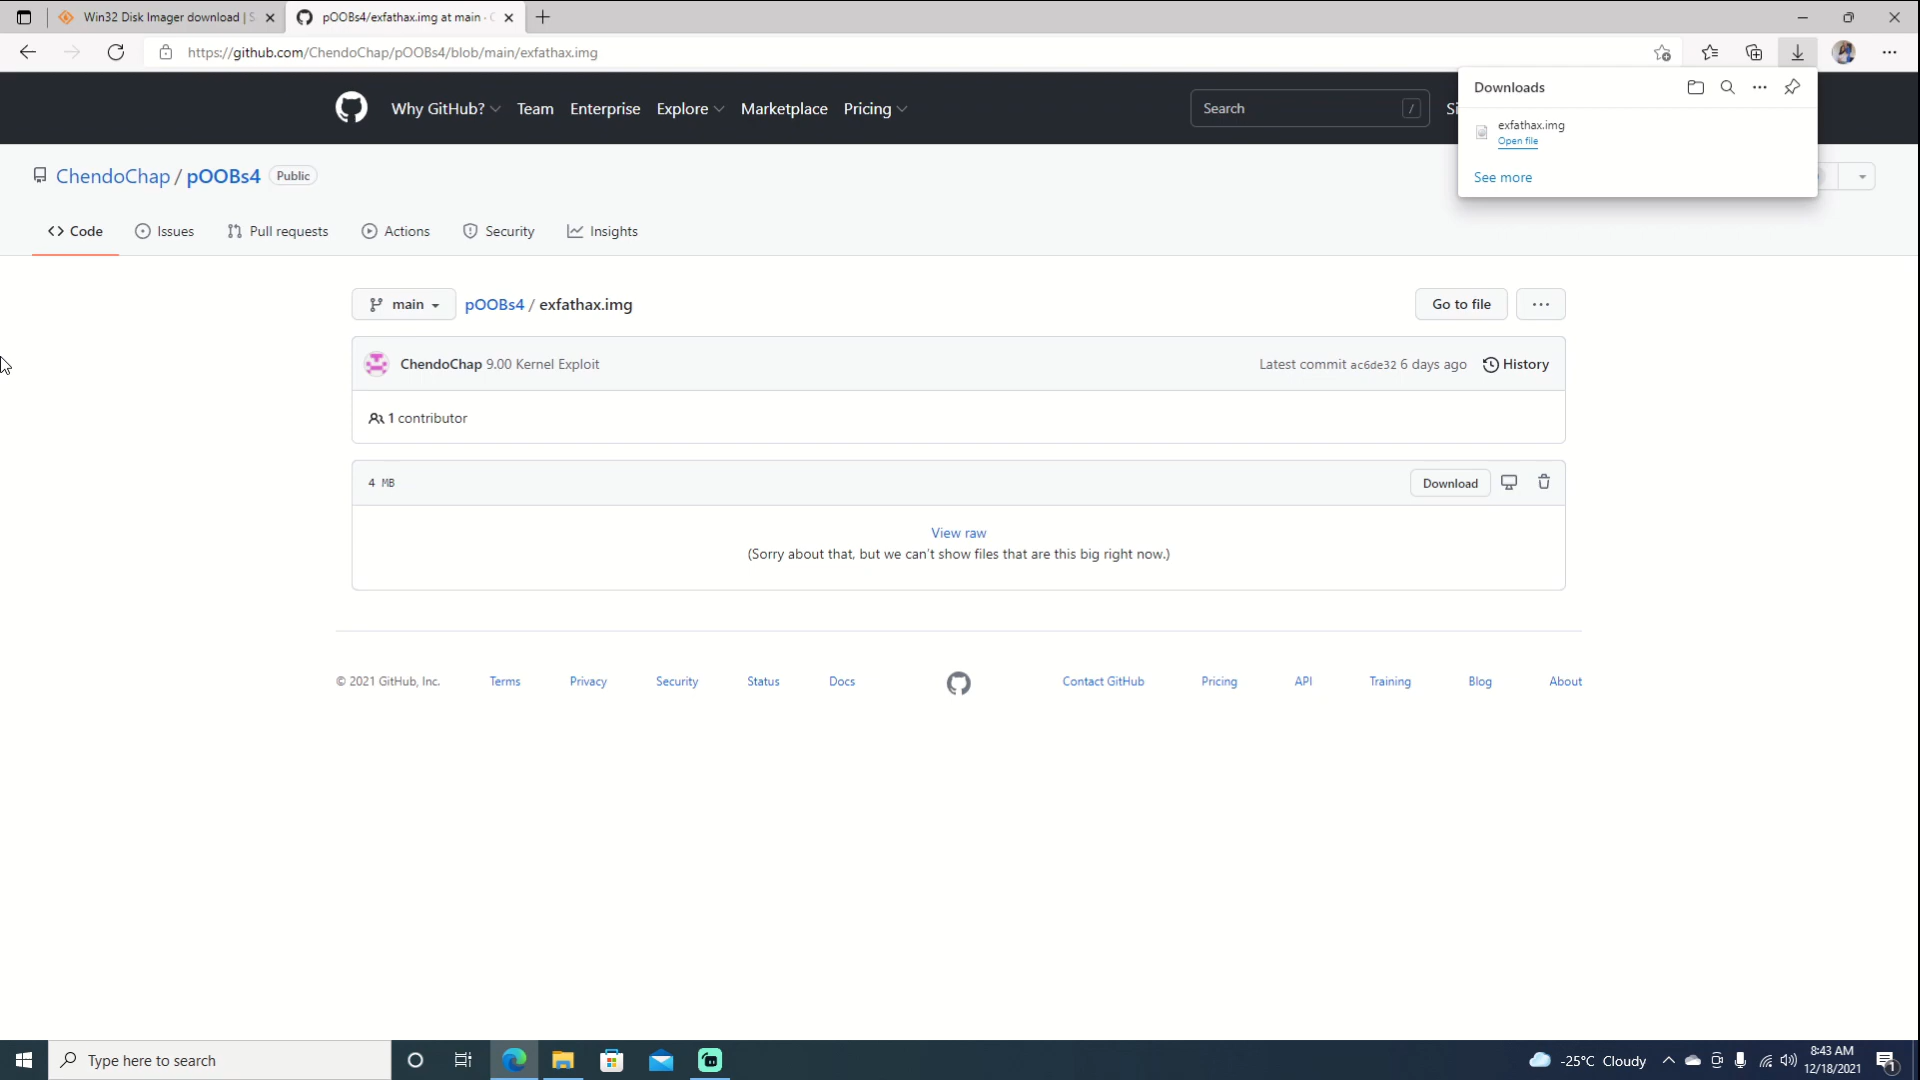 Win32 Disk Imager download | S
pOOBs4/exfathax.img at main ·
https://github.com/ChendoChap/pOOBs4/blob/main/exfathax.img
Downloads
exfathax.img
Open file
See more
Why GitHub?
Team
Enterprise
Explore
Marketplace
Pricing
Search
/
Si
ChendoChap / pOOBs4
Public
Code
Issues
Pull requests
Actions
Security
Insights
main
pOOBs4 / exfathax.img
Go to file
ChendoChap 9.00 Kernel Exploit
Latest commit ac6de32 6 days ago
History
1 contributor
4 MB
Download
View raw
(Sorry about that, but we can't show files that are this big right now.)
© 2021 GitHub, Inc.
Terms
Privacy
Security
Status
Docs
Contact GitHub
Pricing
API
Training
Blog
About
Type here to search
-25°C Cloudy
8:43 AM
12/18/2021
1